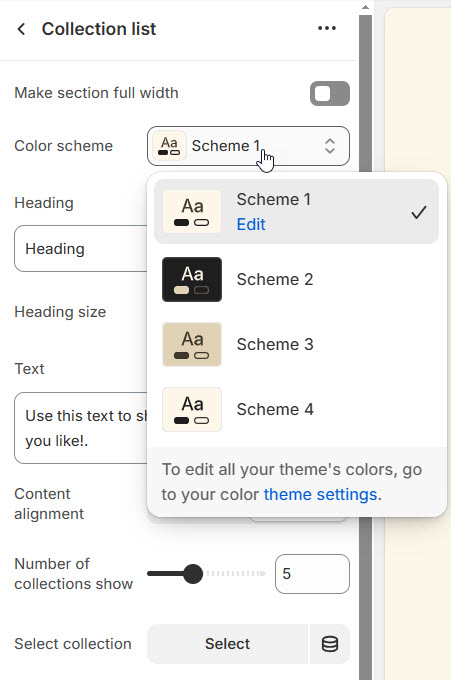 Collection list
Make section full width
Color scheme
Aa
Scheme 1
Heading
Heading
Heading size
Text
Use this text to
you like!.
Content
alignment
Number of
collections show
5
Select collection
Select
Aa
Scheme 1
Edit
Aa
Scheme 2
Aa
Scheme 3
Aa
Scheme 4
To edit all your theme's colors, go
to your color theme settings.